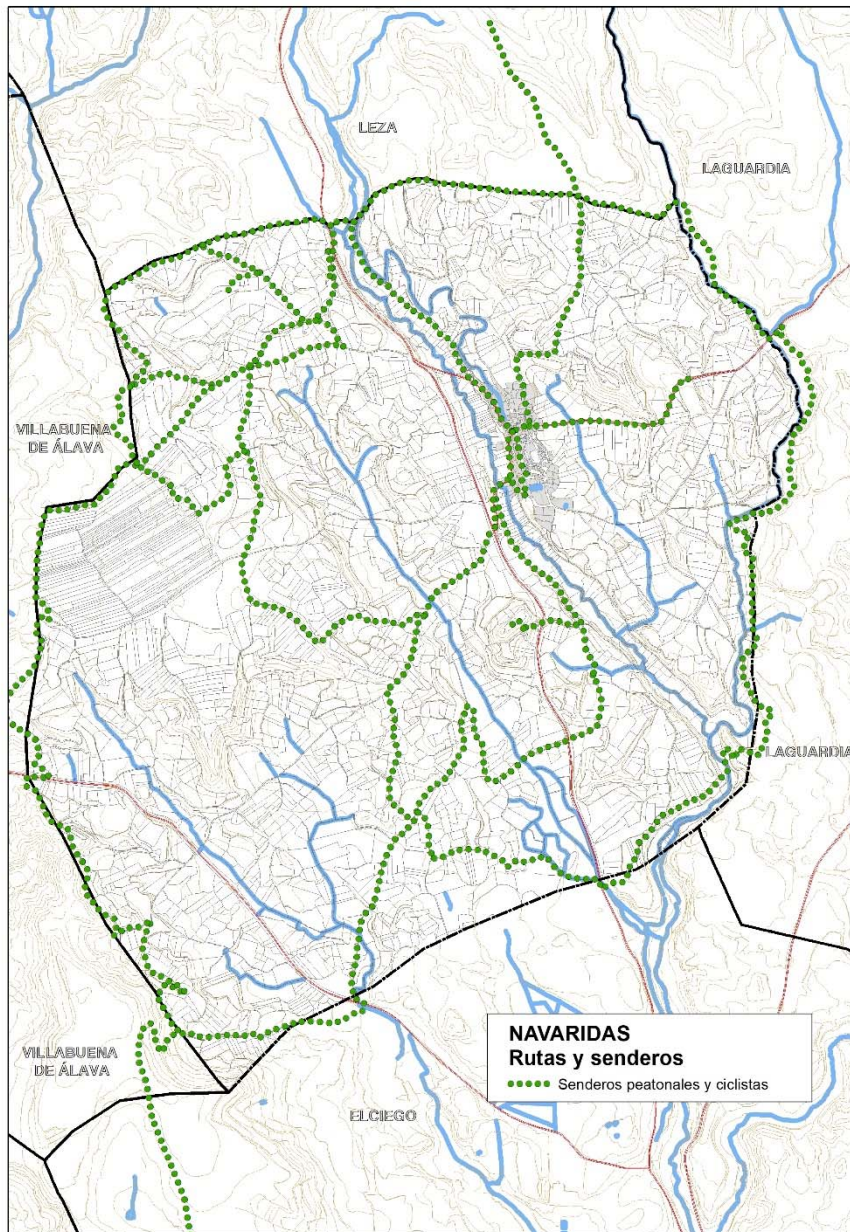 LEZA
LAGUARDIA
VILLABUENA
DE ÁLAVA
LAGUARDIA
NAVARIDAS
Rutas y senderos
Senderos peatonales y ciclistas
VILLABUENA
DE ÁLAVA
ELCIEGO